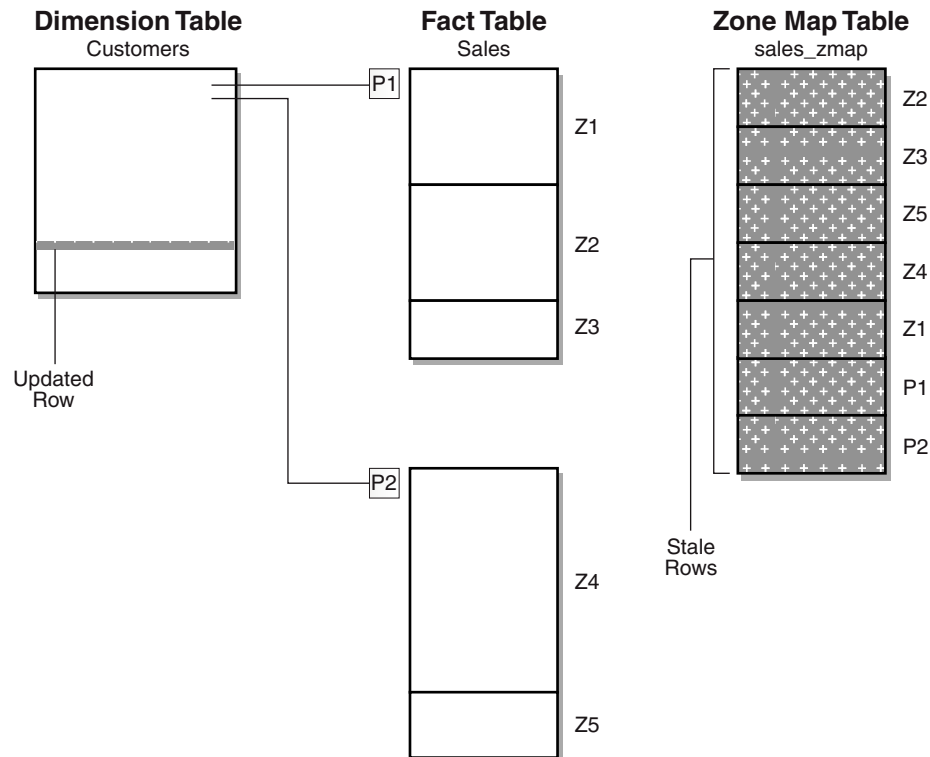 Dimension Table
Customers
Fact Table
Sales
Zone Map Table
sales_zmap
P1
Z1
Z2
Z3
Updated
Row
P2
Z4
Z5
Z2
Z3
Z5
Z4
Z1
P1
P2
Stale
Rows